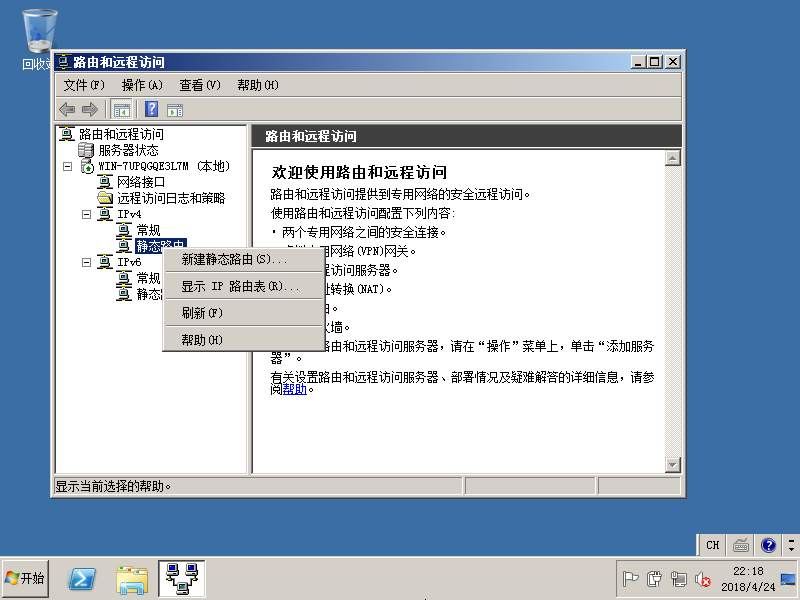 回收站
路由和远程访问
文件(F) 操作(A) 查看(V) 帮助(H)
路由和远程访问
服务器状态
WIN-7UPQGQE3L7M (本地)
网络接口
远程访问日志和策略
IPv4
常规
静态路由
IPv6
常规
静态
新建静态路由(S)...
显示 IP 路由表(R)...
刷新(F)
帮助(H)
路由和远程访问
欢迎使用路由和远程访问
路由和远程访问提供到专用网络的安全远程访问。
使用路由和远程访问配置下列内容:
· 两个专用网络之间的安全连接。
网络(VPN)网关。
访问服务器。
转换(NAT)。
。
墙。
由和远程访问服务器，请在“操作”菜单上，单击“添加服务
器”。
有关设置路由和远程访问服务器、部署情况及疑难解答的详细信息，请参
阅帮助。
显示当前选择的帮助。
CH
开始
22:18
2018/4/24